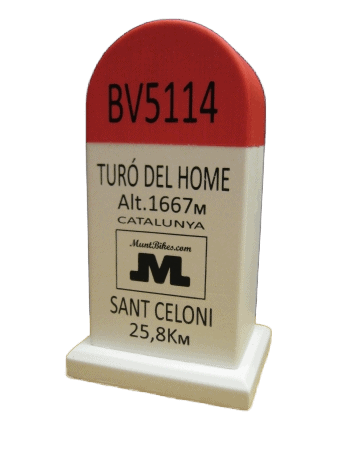 BV5114
TURÓ DEL HOME
Alt.1667M
CATALUNYA
MuntBikes.com
M
SANT CELONI
25,8KM